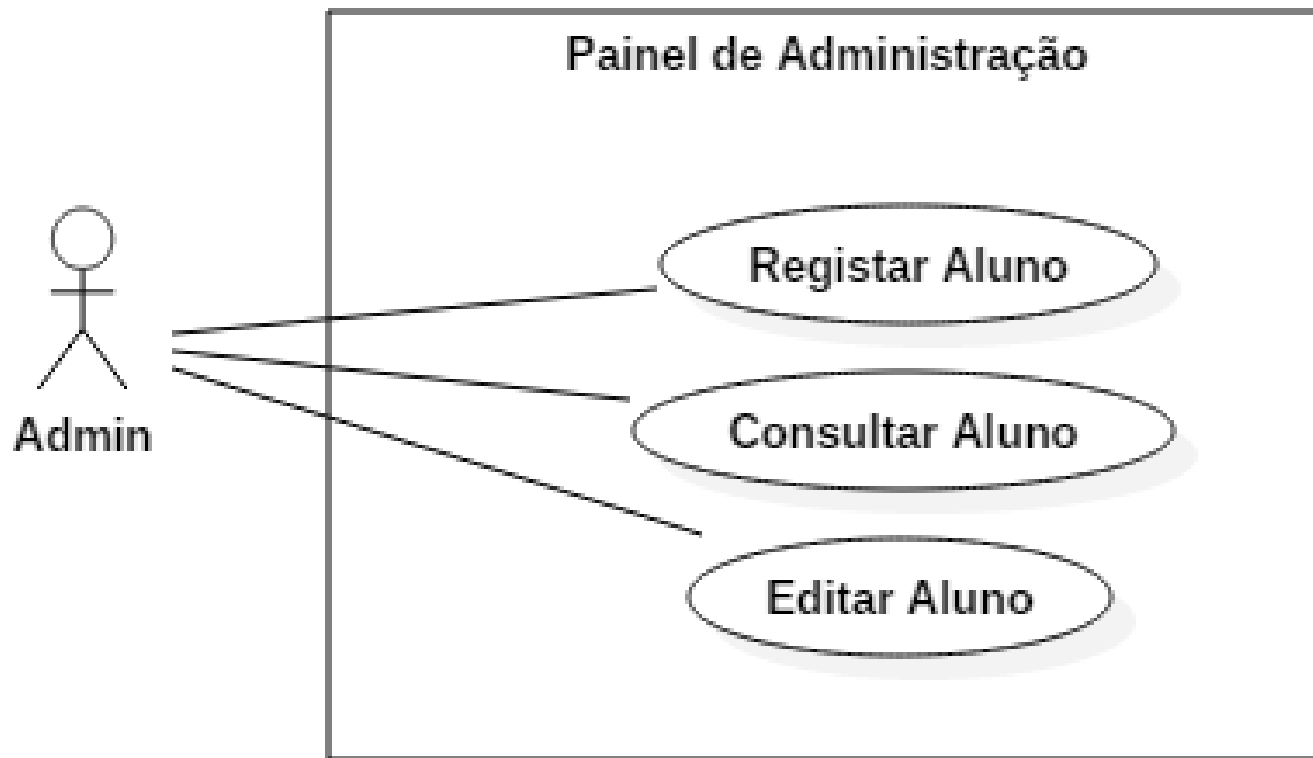 Painel de Administração
Registar Aluno
Admin
Consultar Aluno
Editar Aluno